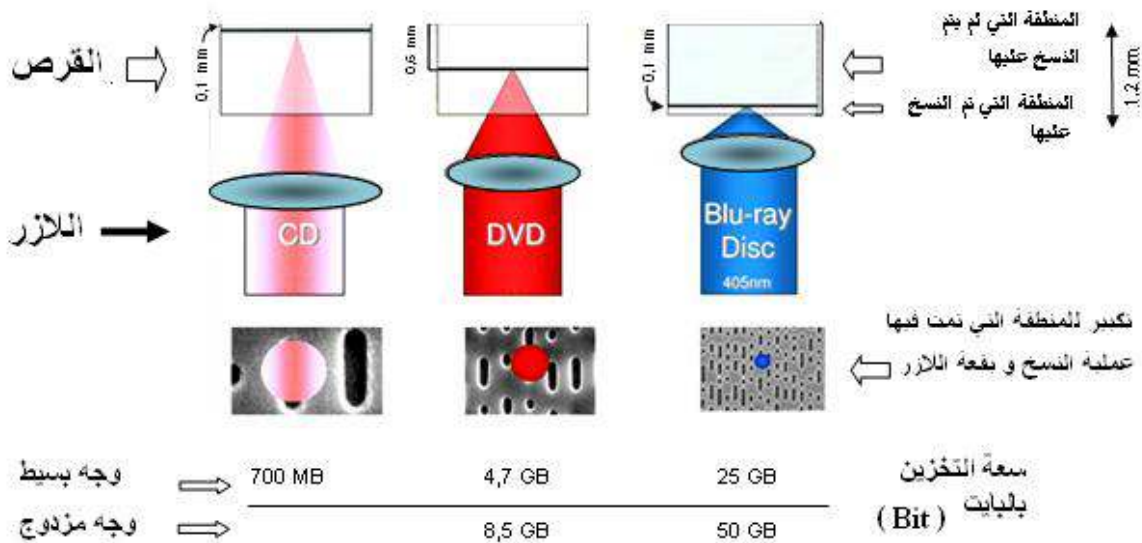 0,1 mm
0,6 mm
0,1 mm
المنطقة التي لم يتم
النسخ عليها
المنطقة التي تم النسخ
عليها
1,2 mm
القرص
اللازر
CD
DVD
Blu-ray
Disc
405nm
تكبير للمنطقة التي تمت فيها
عملية النسخ و بقعة اللازر
وجه بسيط
700 MB
4,7 GB
25 GB
سعة التخزين
بالبايت
( Bit )
وجه مزدوج
8,5 GB
50 GB